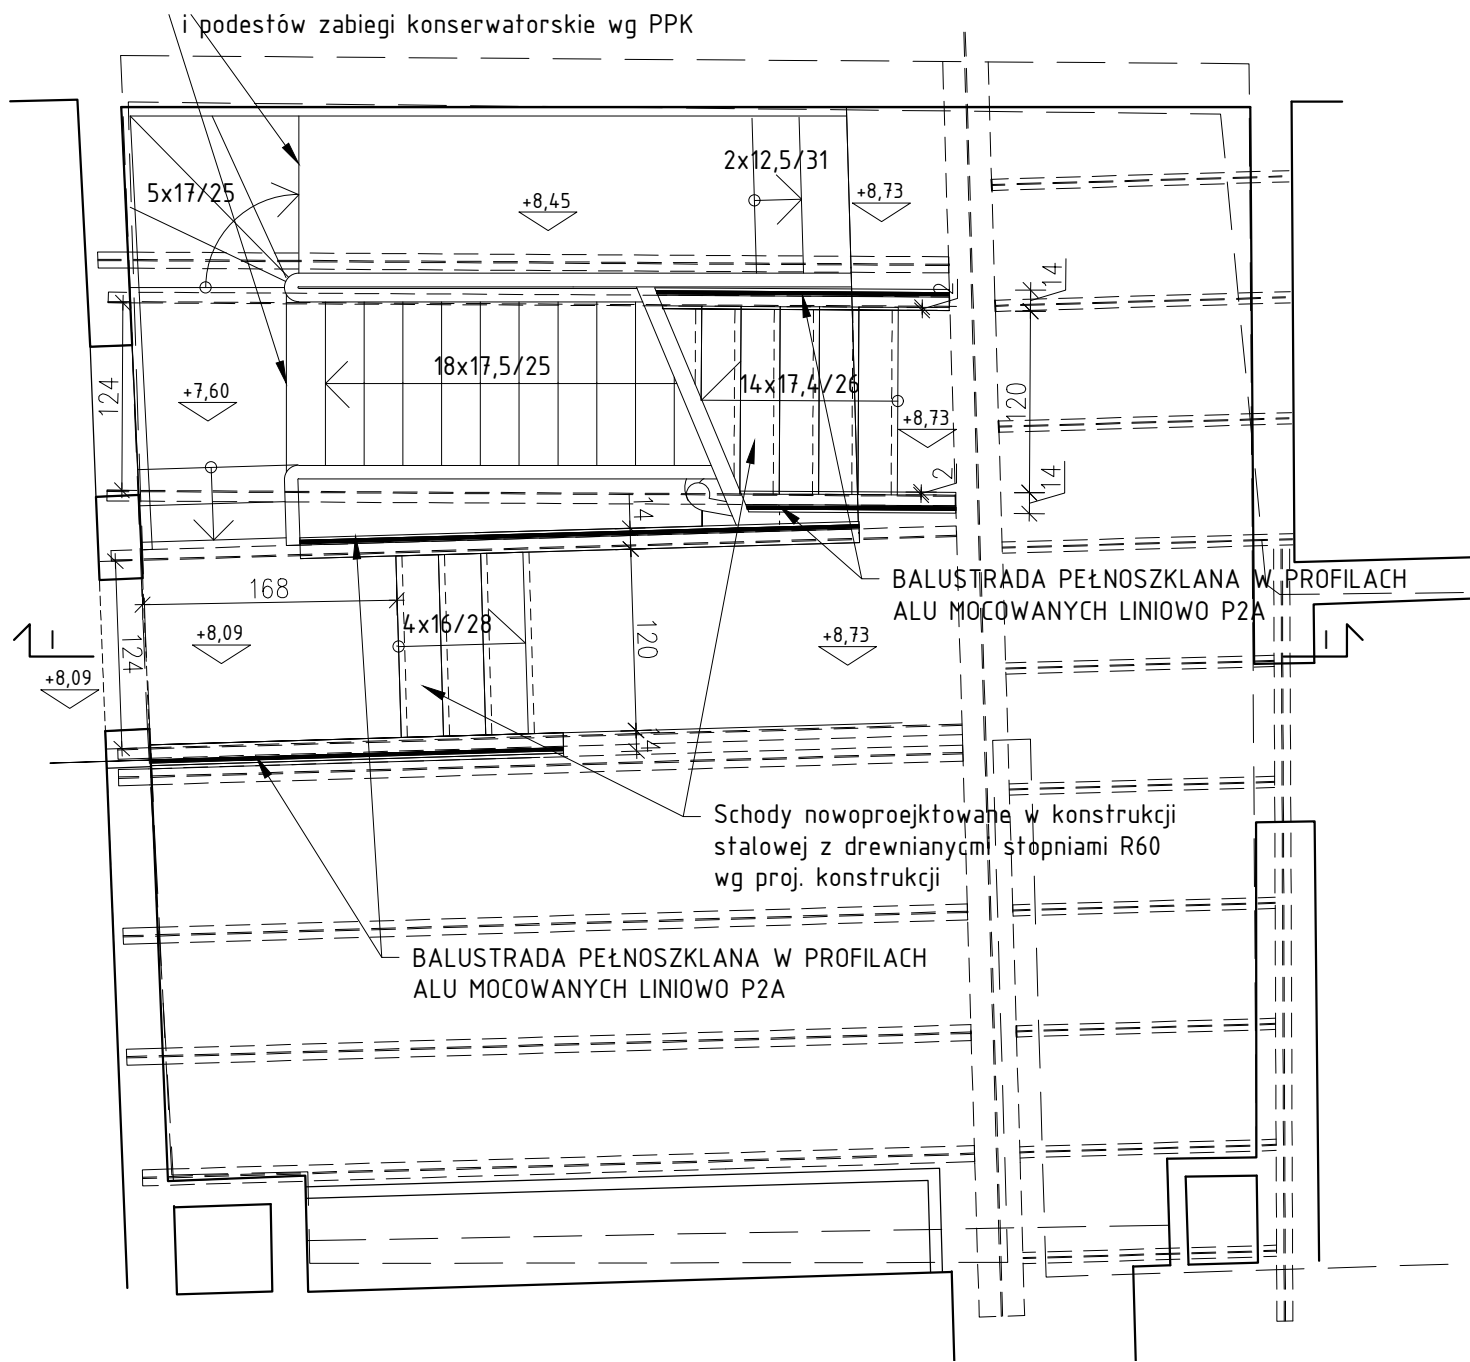 i podestów zabiegi konserwatorskie wg PPK
2x12,5/31
5x17/25
+8,45
+8,73
14
2
18x17,5/25
14x17,4/26
+7,60
124
120
+8,73
2
14
14
168
BALUSTRADA PEŁNOSZKLANA W PROFILACH
ALU MOCOWANYCH LINIOWO P2A
4x16/28
+8,09
124
120
+8,73
I
I
+8,09
14
Schody nowoproejktowane w konstrukcji
stalowej z drewnianycmi stopniami R60
wg proj. konstrukcji
BALUSTRADA PEŁNOSZKLANA W PROFILACH
ALU MOCOWANYCH LINIOWO P2A